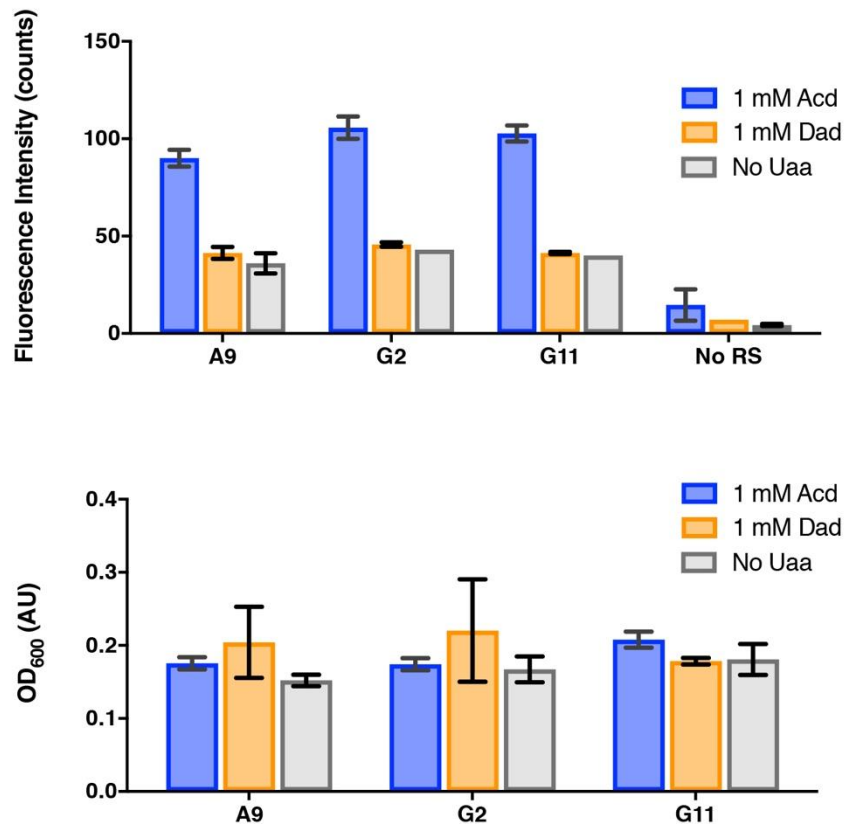 Fluorescence Intensity (counts)
150
100
50
0
1 mM Acd
1 mM Dad
No Uaa
A9
G2
G11
No RS
OD600 (AU)
0.4
0.3
0.2
0.1
0.0
1 mM Acd
1 mM Dad
No Uaa
A9
G2
G11